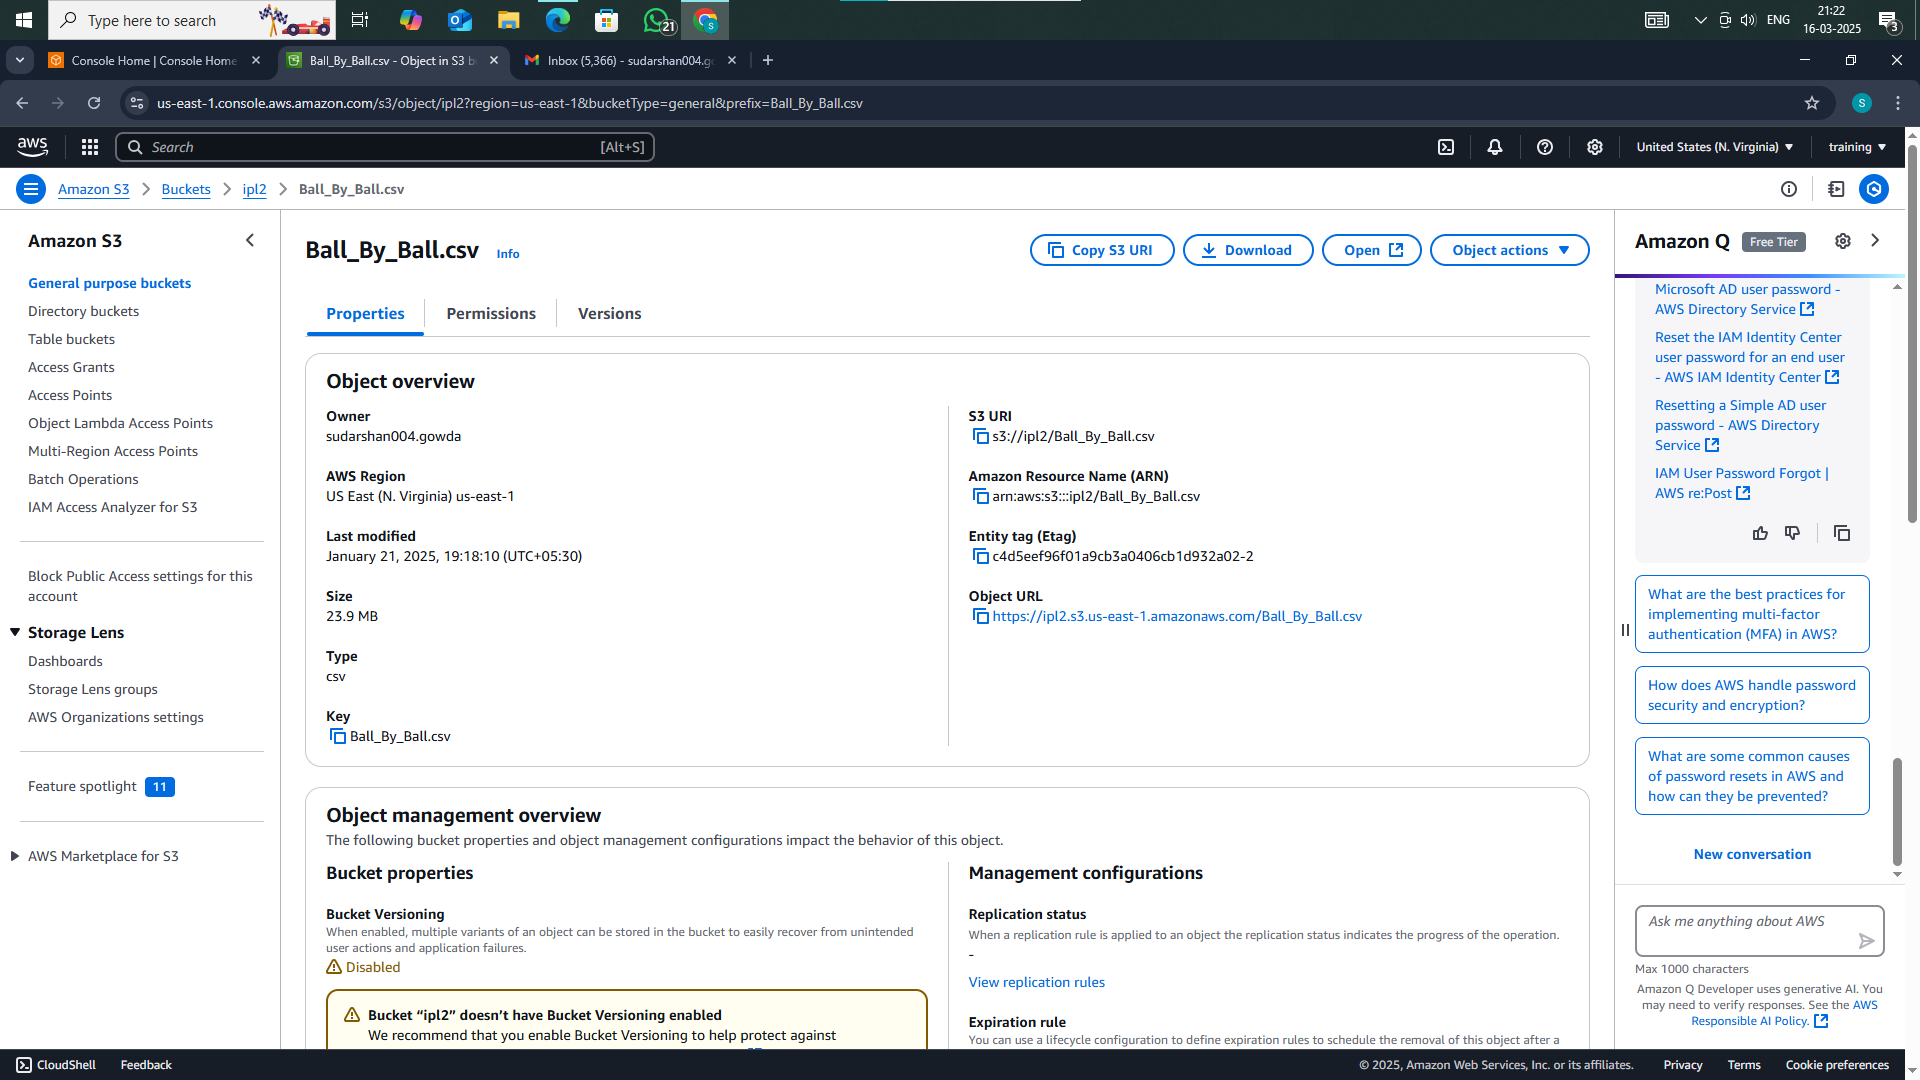 Type here to search
21
ENG
21:22
16-03-2025
3
Console Home | Console Home
Ball_By_Ball.csv - Object in S3 b
Inbox (5,366) - sudarshan004.g
us-east-1.console.aws.amazon.com/s3/object/ipl2?region=us-east-1&bucketType=general&prefix=Ball_By_Ball.csv
S
aws
Search
[Alt+S]
United States (N. Virginia)
training
Amazon S3
Buckets
ipl2
Ball_By_Ball.csv
Amazon S3
General purpose buckets
Directory buckets
Table buckets
Access Grants
Access Points
Object Lambda Access Points
Multi-Region Access Points
Batch Operations
IAM Access Analyzer for S3
Block Public Access settings for this
account
Storage Lens
Dashboards
Storage Lens groups
AWS Organizations settings
Feature spotlight 11
AWS Marketplace for S3
Ball_By_Ball.csv Info
Copy S3 URI
Download
Open
Object actions
Properties
Permissions
Versions
Object overview
Owner
sudarshan004.gowda
AWS Region
US East (N. Virginia) us-east-1
Last modified
January 21, 2025, 19:18:10 (UTC+05:30)
Size
23.9 MB
Type
csv
Key
Ball_By_Ball.csv
S3 URI
s3://ipl2/Ball_By_Ball.csv
Amazon Resource Name (ARN)
arn:aws:s3:::ipl2/Ball_By_Ball.csv
Entity tag (Etag)
c4d5eef96f01a9cb3a0406cb1d932a02-2
Object URL
https://ipl2.s3.us-east-1.amazonaws.com/Ball_By_Ball.csv
Object management overview
The following bucket properties and object management configurations impact the behavior of this object.
Bucket properties
Bucket Versioning
When enabled, multiple variants of an object can be stored in the bucket to easily recover from unintended
user actions and application failures.
Disabled
Bucket “ipl2” doesn’t have Bucket Versioning enabled
We recommend that you enable Bucket Versioning to help protect against
Management configurations
Replication status
When a replication rule is applied to an object the replication status indicates the progress of the operation.
-
View replication rules
Expiration rule
You can use a lifecycle configuration to define expiration rules to schedule the removal of this object after a
Amazon Q
Free Tier
Microsoft AD user password -
AWS Directory Service
Reset the IAM Identity Center
user password for an end user
- AWS IAM Identity Center
Resetting a Simple AD user
password - AWS Directory
Service
IAM User Password Forgot |
AWS re:Post
What are the best practices for
implementing multi-factor
authentication (MFA) in AWS?
How does AWS handle password
security and encryption?
What are some common causes
of password resets in AWS and
how can they be prevented?
New conversation
Ask me anything about AWS
Max 1000 characters
Amazon Q Developer uses generative AI. You
may need to verify responses. See the AWS
Responsible AI Policy.
CloudShell
Feedback
© 2025, Amazon Web Services, Inc. or its affiliates.
Privacy
Terms
Cookie preferences